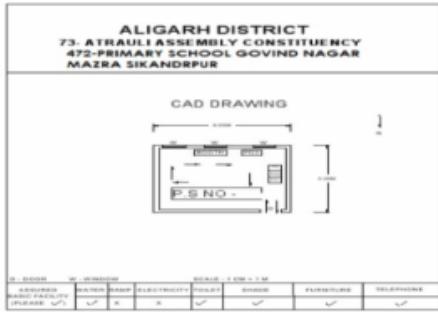 ALIGARH DISTRICT
73- ATRAULI ASSEMBLY CONSTITUENCY
472-PRIMARY SCHOOL GOVIND NAGAR
MAZRA SIKANDRPUR
CAD DRAWING
W W W
P.S NO -
D - DOOR W - WINDOW SCALE - 1 CM = 1 M
ASSURED BASIC FACILITY (PLEASE ✓) WATER RAMP ELECTRICITY TOILET SHADE FURNITURE TELEPHONE
✓ X X ✓ ✓ ✓ ✓